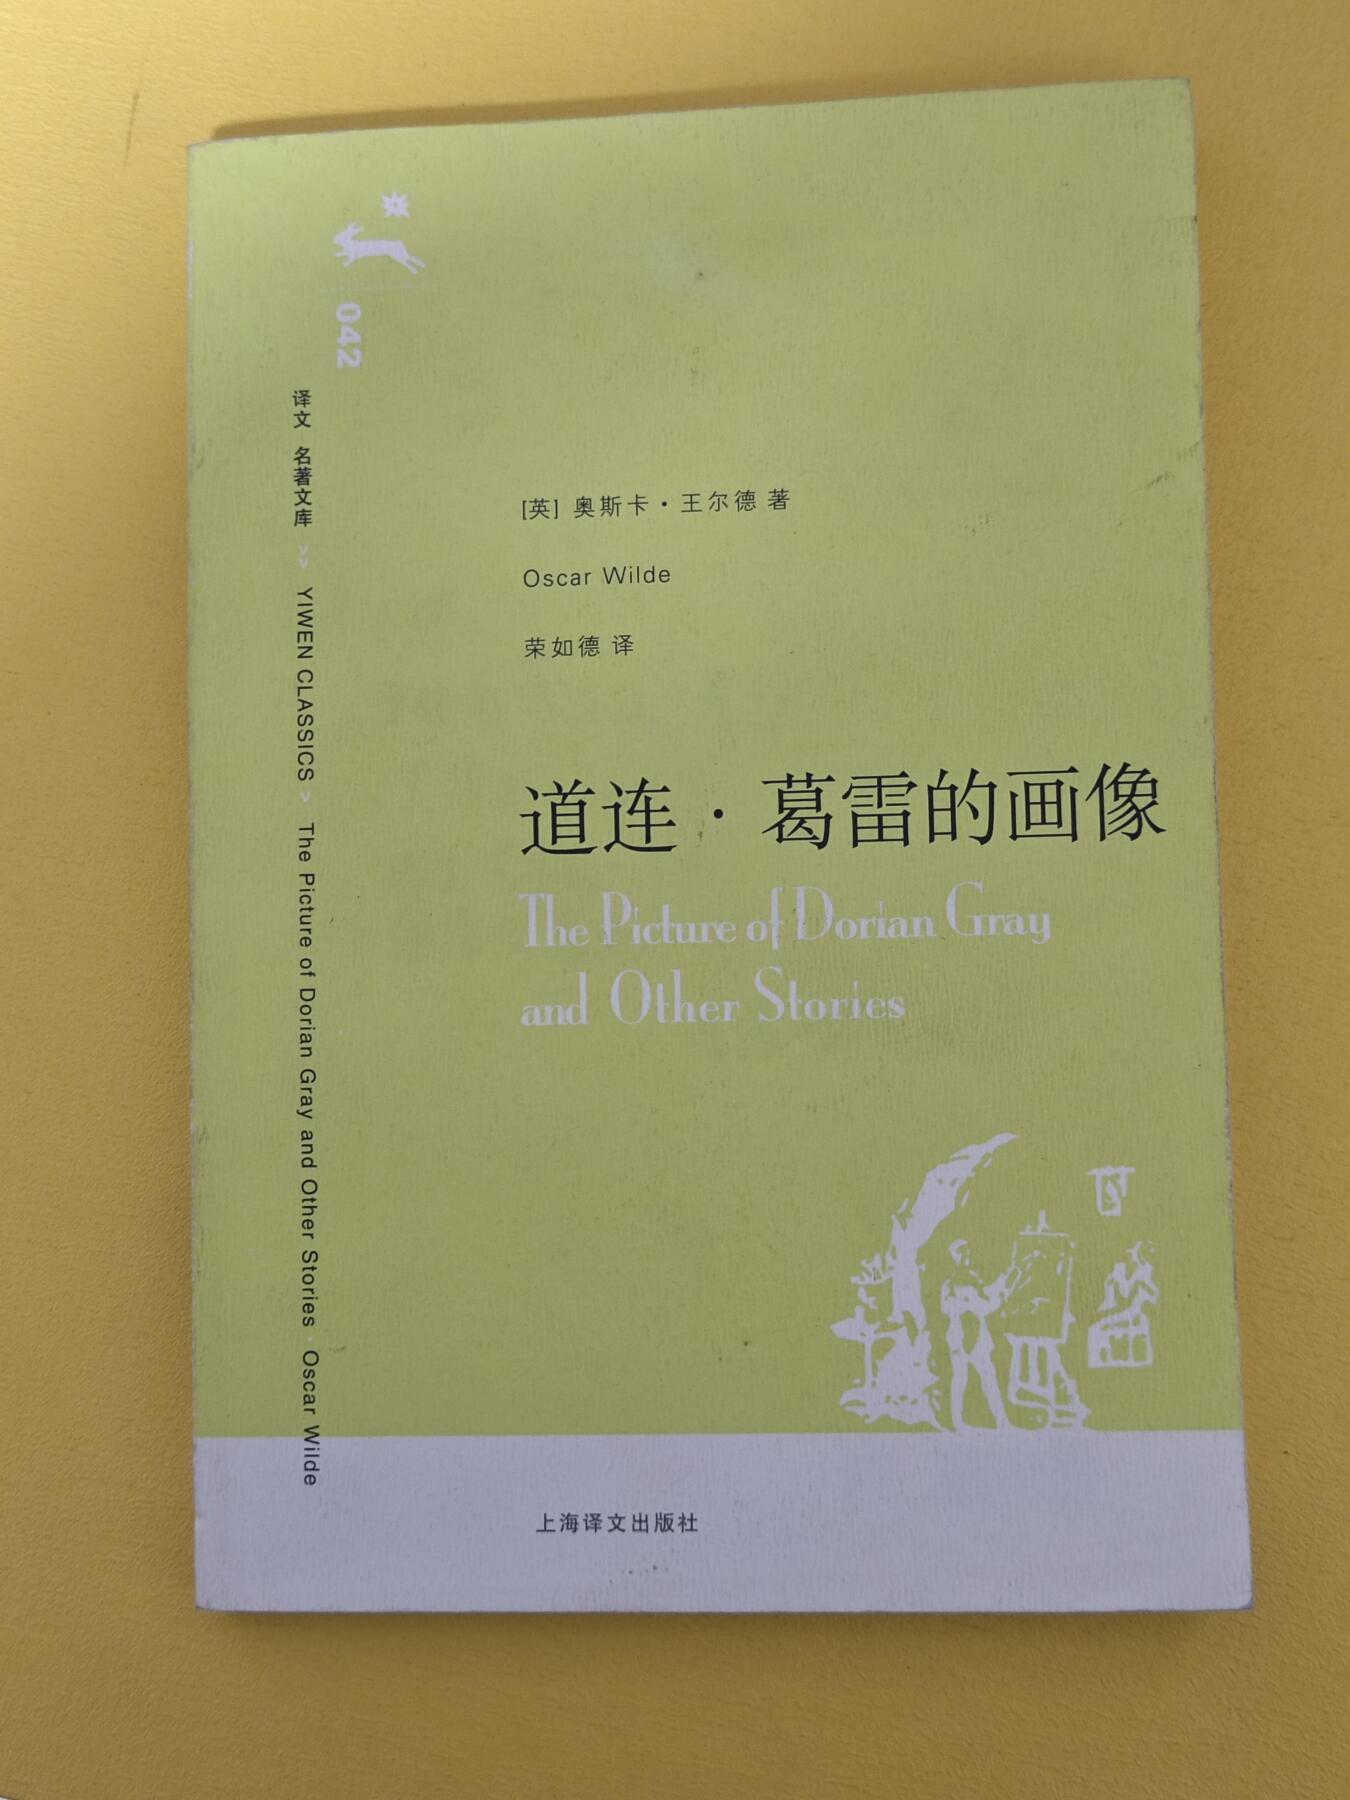 042
译文 名著文库 >> YIWEN CLASSICS > The Picture of Dorian Gray and Other Stories · Oscar Wilde
[英] 奥斯卡·王尔德 著
Oscar Wilde
荣如德 译
道连·葛雷的画像
The Picture of Dorian Gray
and Other Stories
上海译文出版社